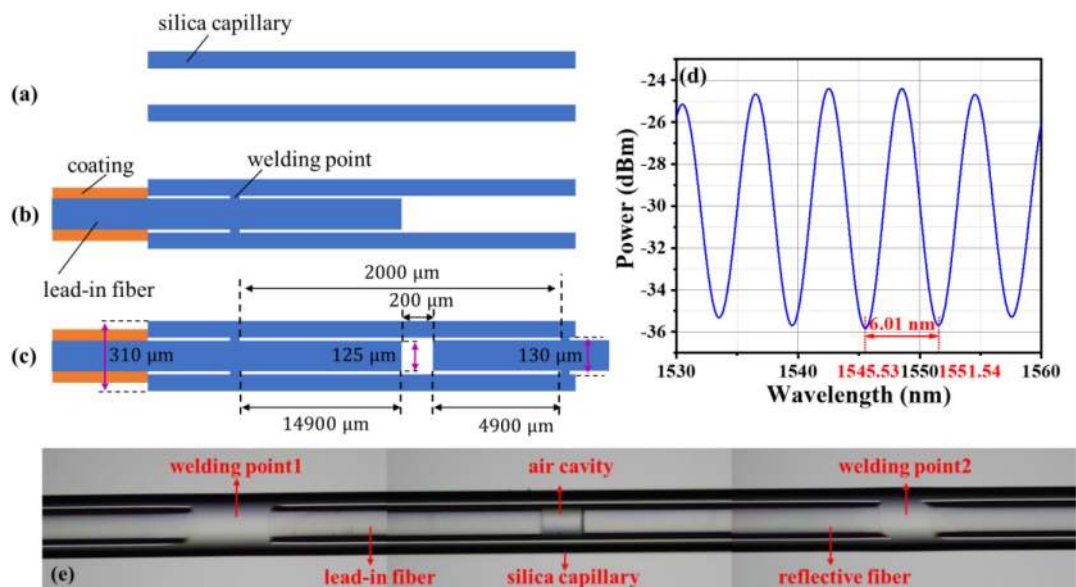 silica capillary
(a)
welding point
coating
(b)
lead-in fiber
2000 μm
200 μm
(c)
310 μm
125 μm
130 μm
14900 μm
4900 μm
(d)
-24
-26
-28
-30
-32
-34
-36
Power (dBm)
6.01 nm
1530
1540
1545.53
1550
1551.54
1560
Wavelength (nm)
welding point1
air cavity
welding point2
(e)
lead-in fiber
silica capillary
reflective fiber